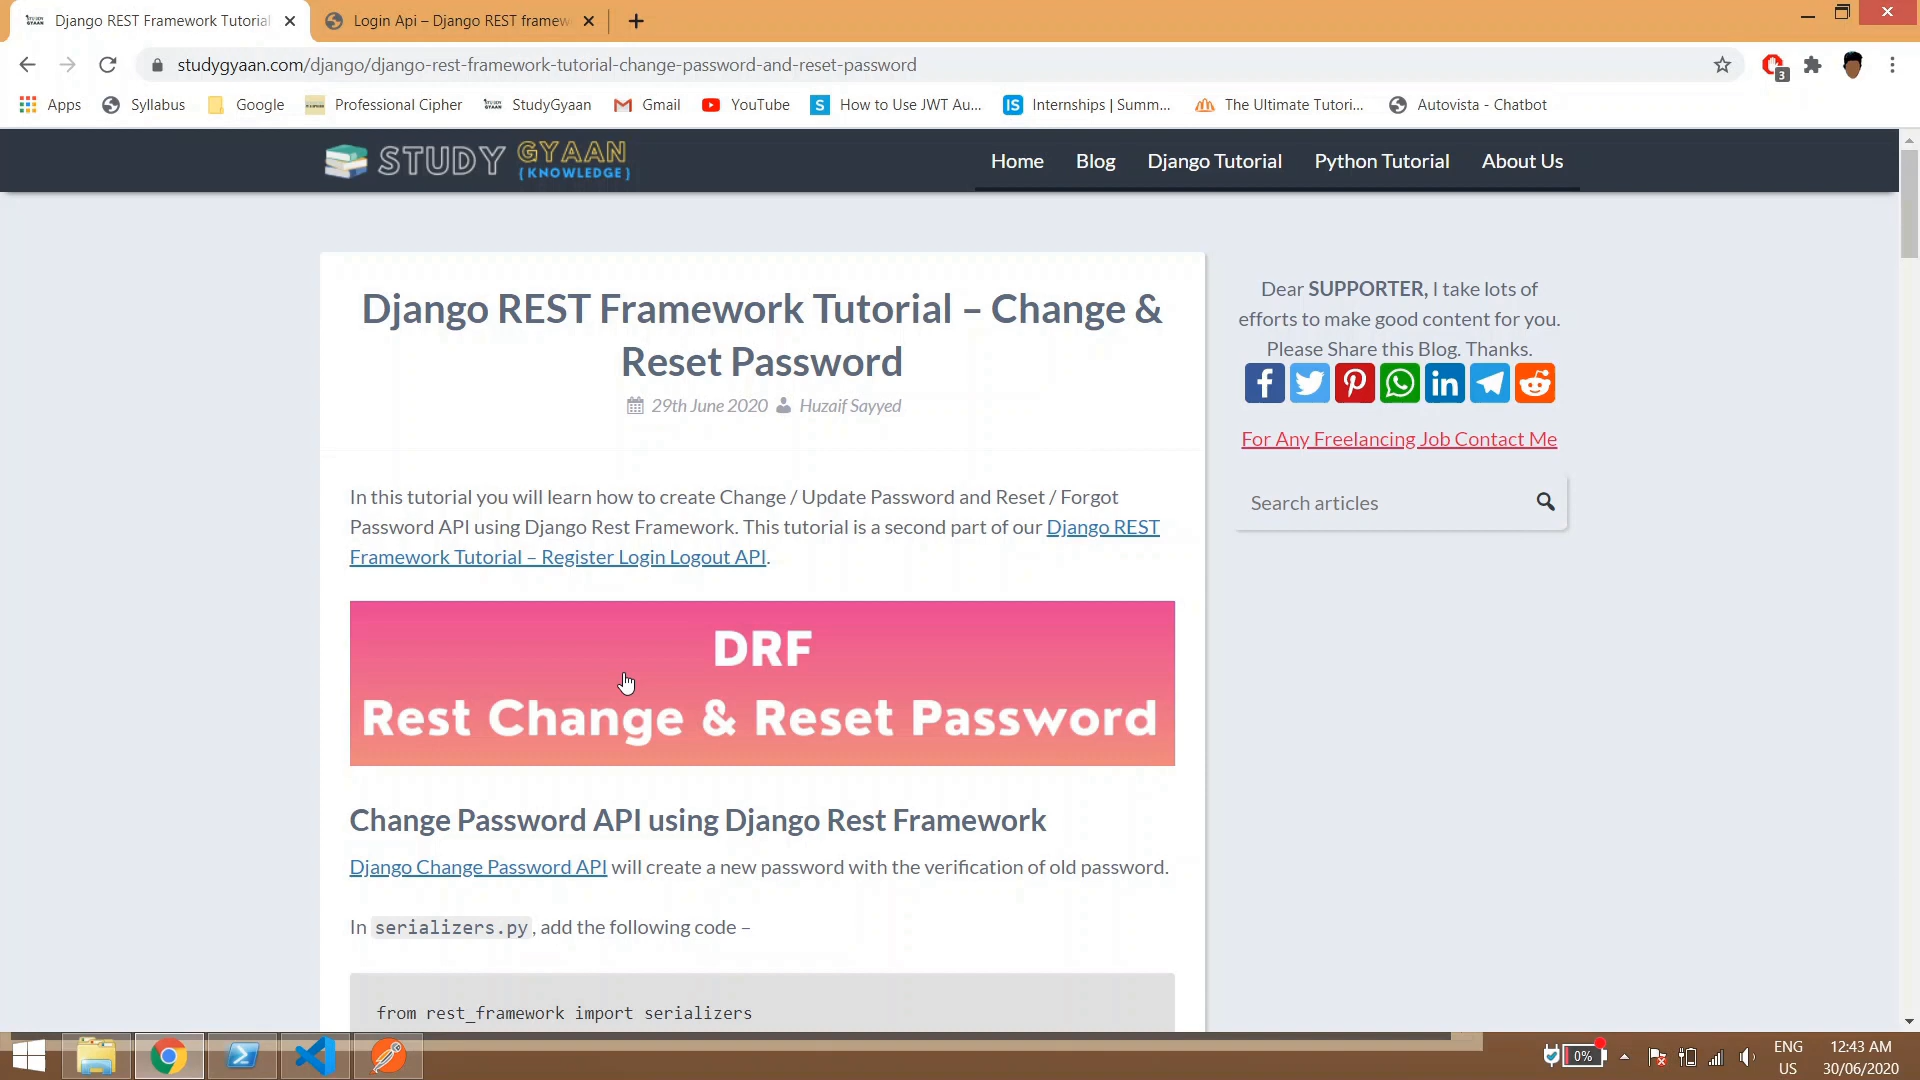 Django REST Framework Tutorial
Login Api – Django REST framew
studygyaan.com/django/django-rest-framework-tutorial-change-password-and-reset-password
3
Apps
Syllabus
Google
Professional Cipher
StudyGyaan
Gmail
YouTube
How to Use JWT Au...
Internships | Summ...
The Ultimate Tutori...
Autovista - Chatbot
STUDY GYAAN
{KNOWLEDGE}
Home Blog Django Tutorial Python Tutorial About Us
Django REST Framework Tutorial – Change &
Reset Password
29th June 2020 Huzaif Sayyed
In this tutorial you will learn how to create Change / Update Password and Reset / Forgot
Password API using Django Rest Framework. This tutorial is a second part of our Django REST
Framework Tutorial – Register Login Logout API.
DRF
Rest Change & Reset Password
Change Password API using Django Rest Framework
Django Change Password API will create a new password with the verification of old password.
In serializers.py, add the following code –
from rest_framework import serializers
Dear SUPPORTER, I take lots of
efforts to make good content for you.
Please Share this Blog. Thanks.
For Any Freelancing Job Contact Me
Search articles
0%
ENG
US
12:43 AM
30/06/2020